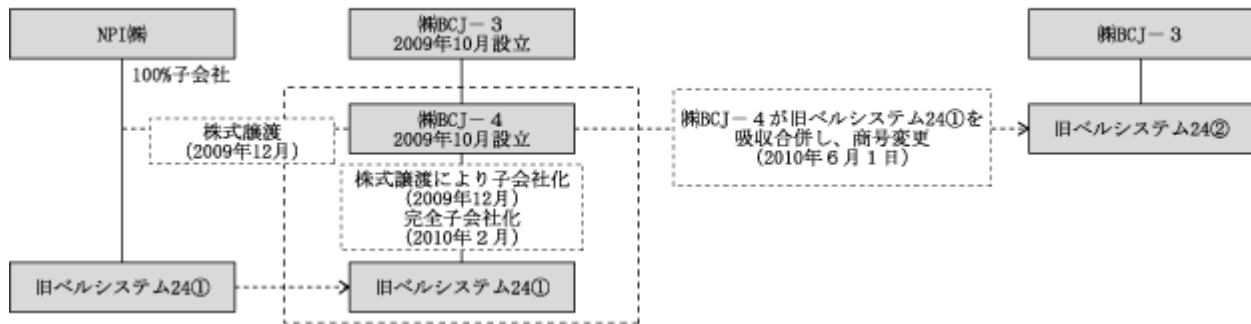 NPI㈱
100%子会社
旧ベルシステム24①
株式譲渡
(2009年12月)
㈱BCJ－3
2009年10月設立
㈱BCJ－4
2009年10月設立
株式譲渡により子会社化
(2009年12月)
完全子会社化
(2010年2月)
旧ベルシステム24①
㈱BCJ－4が旧ベルシステム24①を
吸収合併し、商号変更
(2010年6月1日)
㈱BCJ－3
旧ベルシステム24②